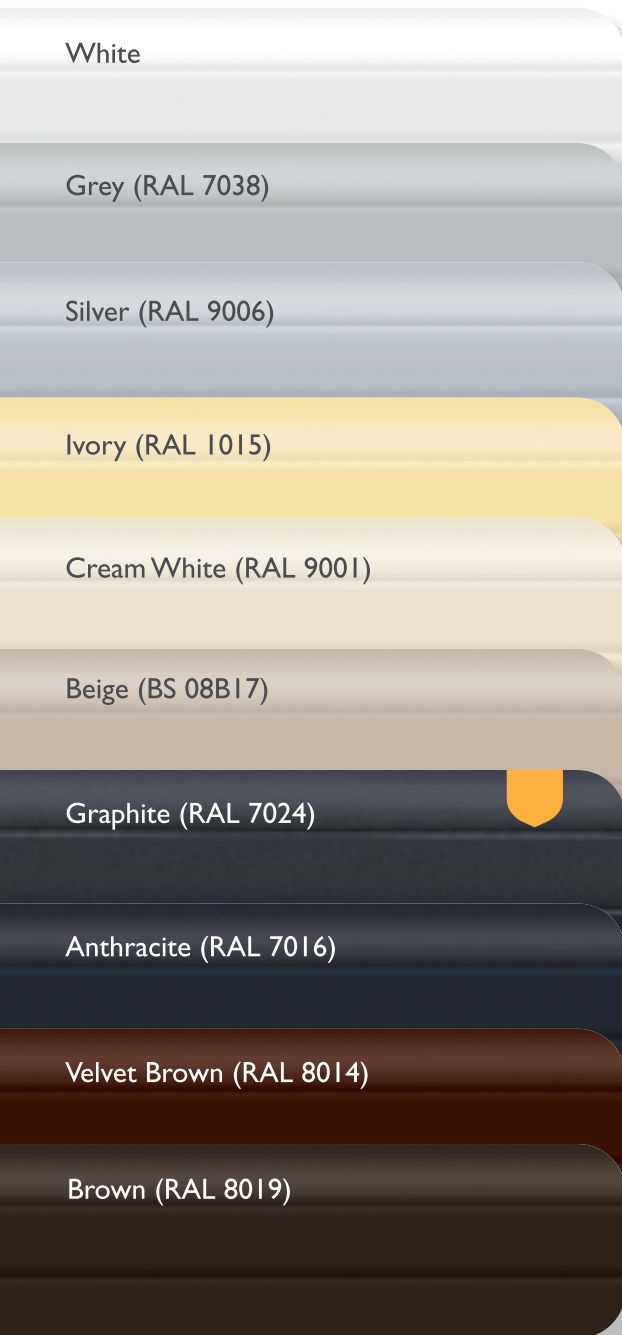 White
Grey (RAL 7038)
Silver (RAL 9006)
Ivory (RAL 1015)
Cream White (RAL 9001)
Beige (BS 08B17)
Graphite (RAL 7024)
Anthracite (RAL 7016)
Velvet Brown (RAL 8014)
Brown (RAL 8019)